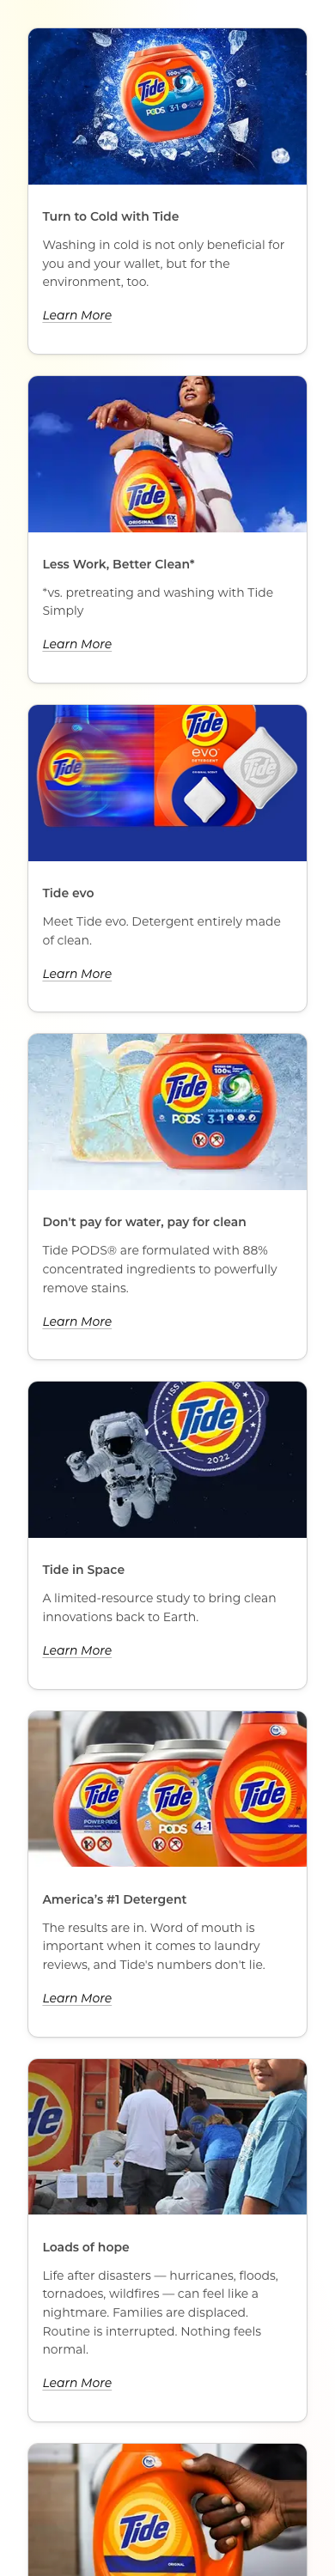 Tide
PODS 3-1
Turn to Cold with Tide
Washing in cold is not only beneficial for
you and your wallet, but for the
environment, too.
Learn More
Tide
ORIGINAL
Less Work, Better Clean*
*vs. pretreating and washing with Tide
Simply
Learn More
Tide
Tide
evo
DETERGENT
Tide
Tide evo
Meet Tide evo. Detergent entirely made
of clean.
Learn More
Tide
PODS 3-1
Don't pay for water, pay for clean
Tide PODS® are formulated with 88%
concentrated ingredients to powerfully
remove stains.
Learn More
Tide
2022
Tide in Space
A limited-resource study to bring clean
innovations back to Earth.
Learn More
Tide
POWER PODS
Tide
PODS 4-1
Tide
America's #1 Detergent
The results are in. Word of mouth is
important when it comes to laundry
reviews, and Tide's numbers don't lie.
Learn More
de
Loads of hope
Life after disasters — hurricanes, floods,
tornadoes, wildfires — can feel like a
nightmare. Families are displaced.
Routine is interrupted. Nothing feels
normal.
Learn More
Tide
ORIGINAL